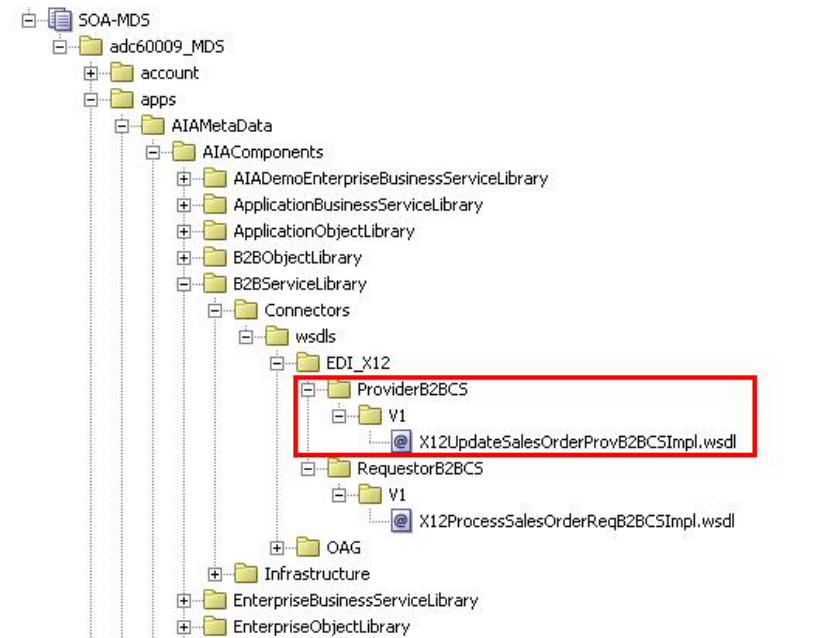 SOA-MDS
adc60009_MDS
account
apps
AIAMetaData
AIAComponents
AIADemoEnterpriseBusinessServiceLibrary
ApplicationBusinessServiceLibrary
ApplicationObjectLibrary
B2BObjectLibrary
B2BServiceLibrary
Connectors
wsdls
EDI_X12
ProviderB2BCS
V1
X12UpdateSalesOrderProvB2BCSImpl.wsdl
RequestorB2BCS
V1
X12ProcessSalesOrderReqB2BCSImpl.wsdl
OAG
Infrastructure
EnterpriseBusinessServiceLibrary
EnterpriseObjectLibrary